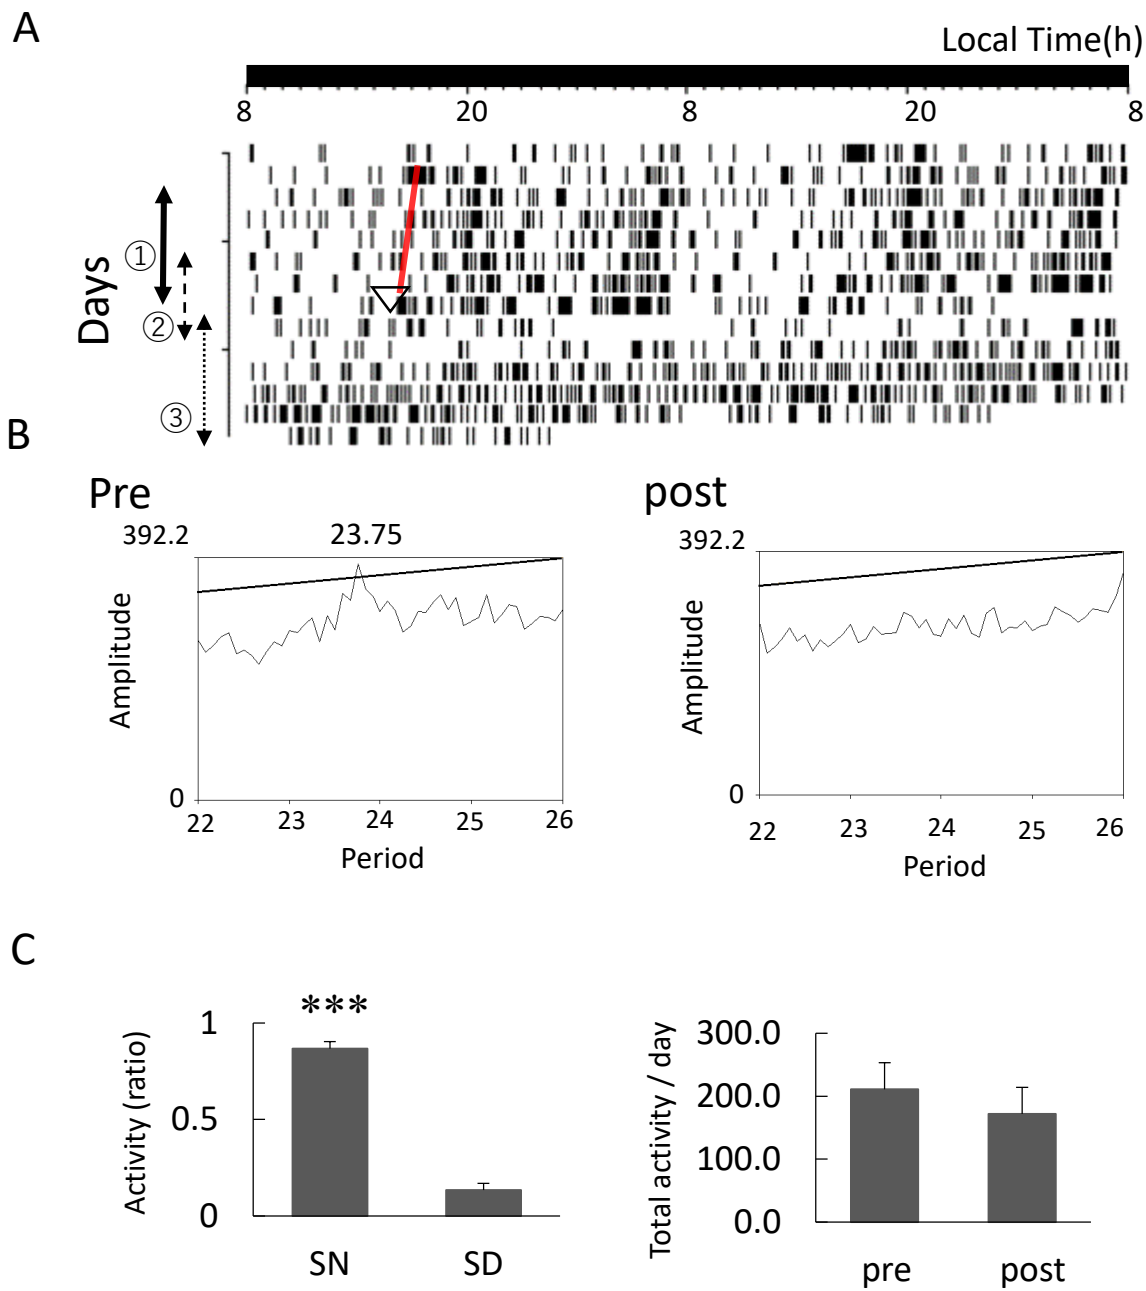 A
Local Time(h)
8 20 8 20 8
Days
①
②
③
B
Pre
392.2
23.75
Amplitude
0
22 23 24 25 26
Period
post
392.2
Amplitude
0
22 23 24 25 26
Period
C
***
Activity (ratio)
1
0.5
0
SN SD
Total activity / day
300.0
200.0
100.0
0.0
pre post